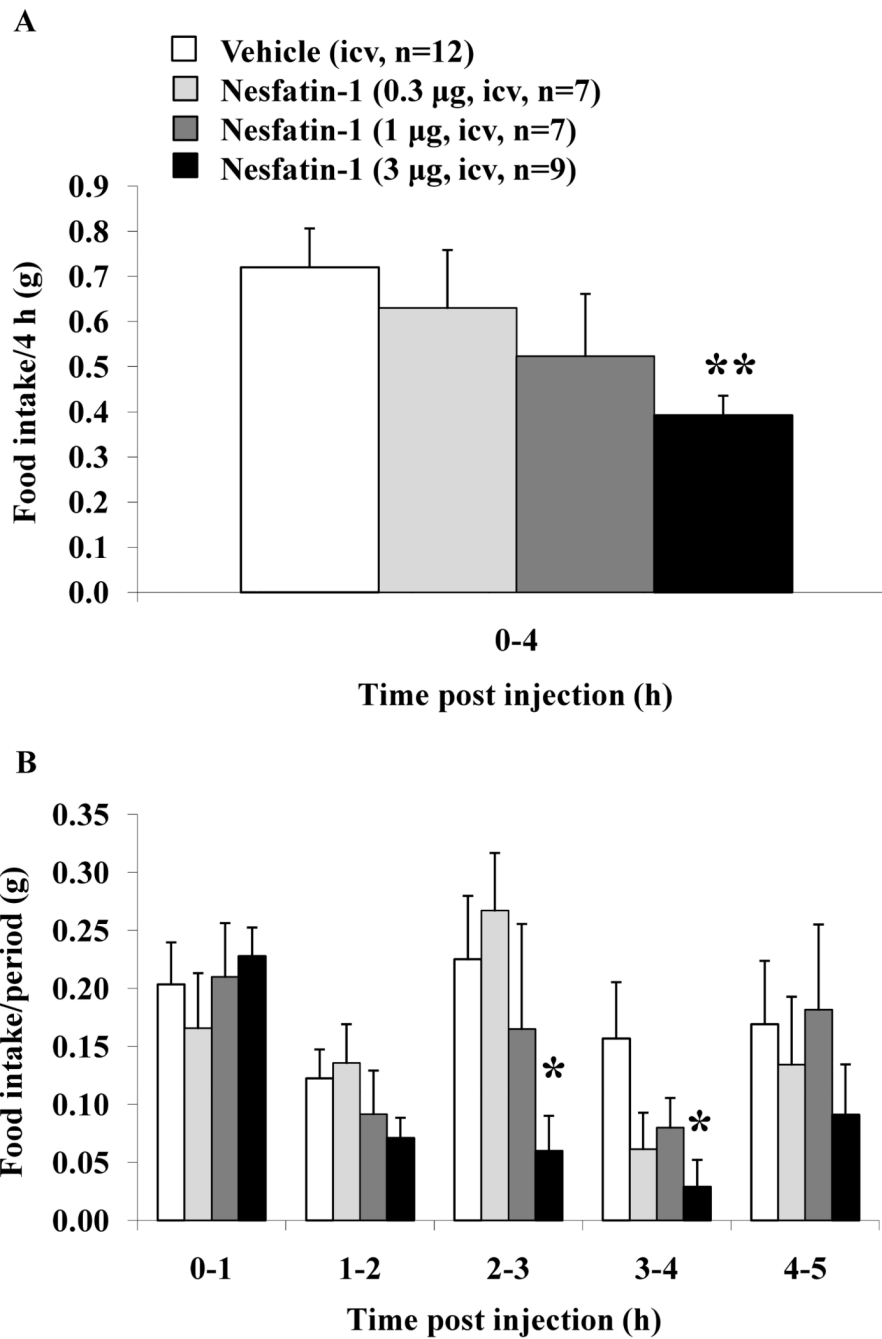 A
Vehicle (icv, n=12)
Nesfatin-1 (0.3 µg, icv, n=7)
Nesfatin-1 (1 µg, icv, n=7)
Nesfatin-1 (3 µg, icv, n=9)
Food intake/4 h (g)
0.9
0.8
0.7
0.6
0.5
0.4
0.3
0.2
0.1
0.0
**
0-4
Time post injection (h)
B
Food intake/period (g)
0.35
0.30
0.25
0.20
0.15
0.10
0.05
0.00
*
*
0-1 1-2 2-3 3-4 4-5
Time post injection (h)